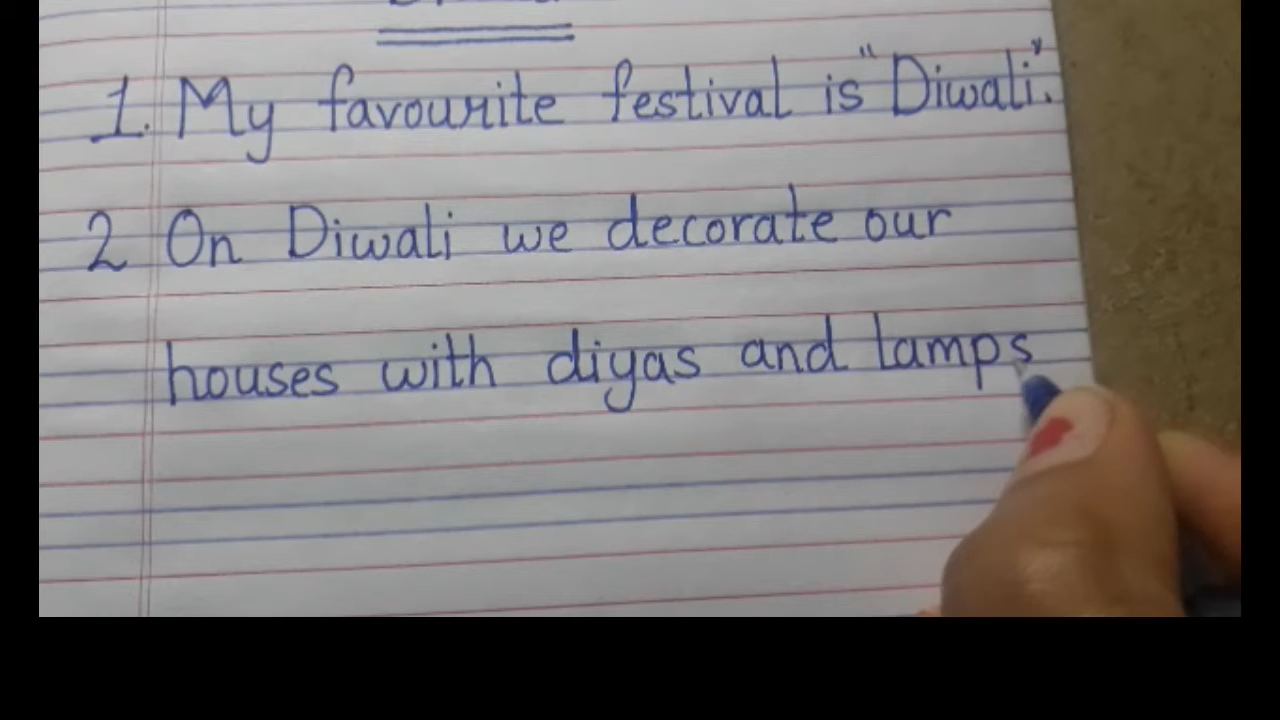 1. My favourite festival is "Diwali".
2 On Diwali we decorate our
houses with diyas and lamps